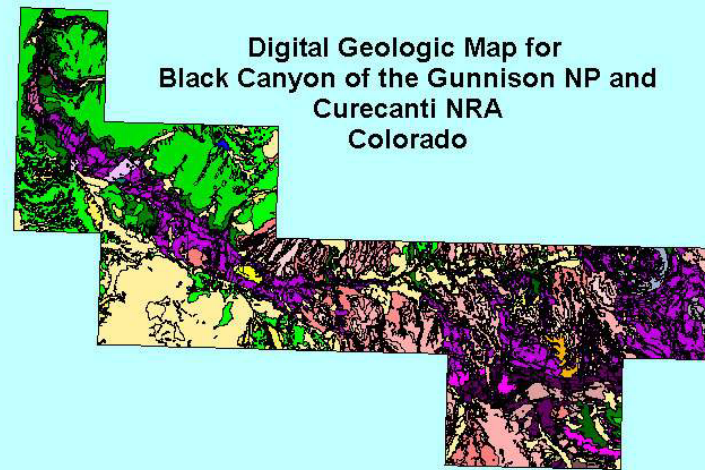 Digital Geologic Map for
Black Canyon of the Gunnison NP and
Curecanti NRA
Colorado